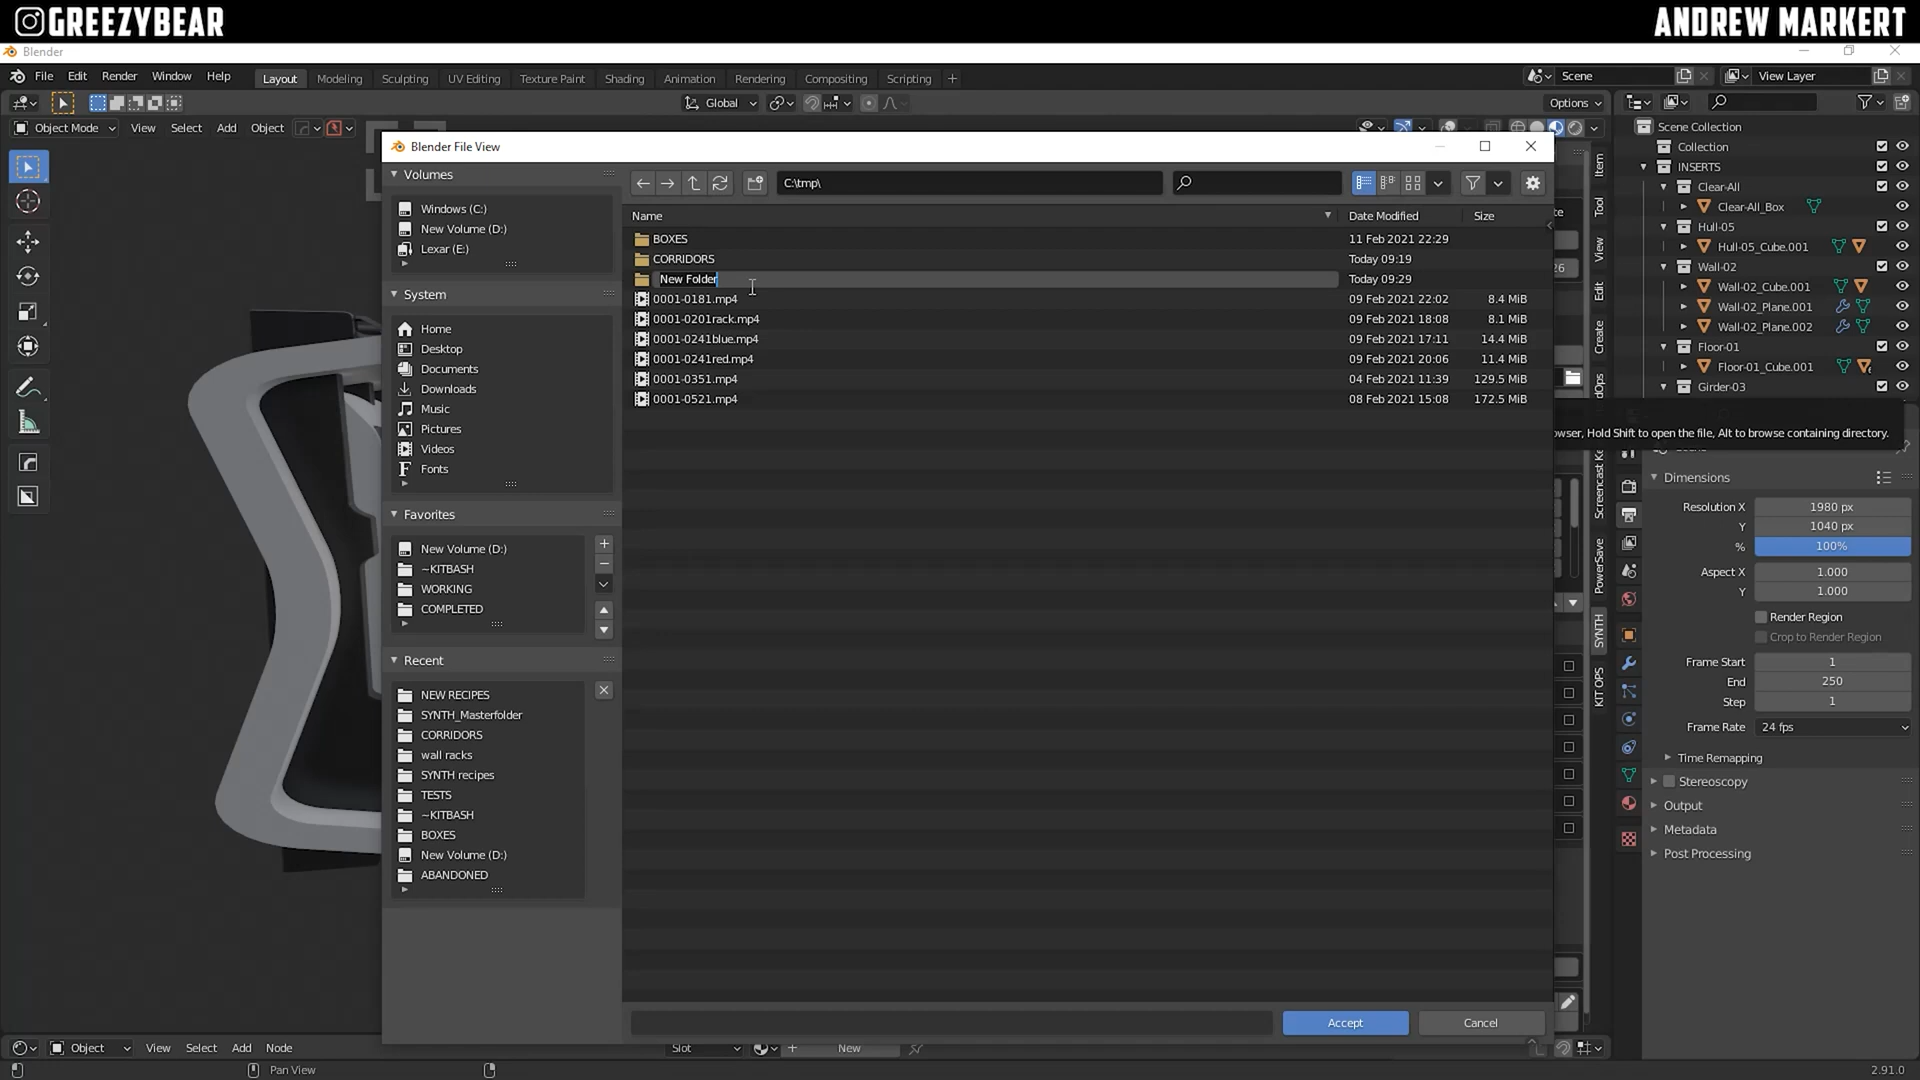 GREEZYBEAR
ANDREW MARKERT
Blender
File Edit Render Window Help
Layout Modeling Sculpting UV Editing Texture Paint Shading Animation Rendering Compositing Scripting +
Scene
View Layer
Global
Options
Object Mode View Select Add Object
Blender File View
Volumes
Windows (C:)
New Volume (D:)
Lexar (E:)
System
Home
Desktop
Documents
Downloads
Music
Pictures
Videos
Fonts
Favorites
New Volume (D:)
~KITBASH
WORKING
COMPLETED
Recent
NEW RECIPES
SYNTH_Masterfolder
CORRIDORS
wall racks
SYNTH recipes
TESTS
~KITBASH
BOXES
New Volume (D:)
ABANDONED
C:\tmp\
Name Date Modified Size
BOXES 11 Feb 2021 22:29
CORRIDORS Today 09:19
New Folder Today 09:29
0001-0181.mp4 09 Feb 2021 22:02 8.4 MiB
0001-0201rack.mp4 09 Feb 2021 18:08 8.1 MiB
0001-0241blue.mp4 09 Feb 2021 17:11 14.4 MiB
0001-0241red.mp4 09 Feb 2021 20:06 11.4 MiB
0001-0351.mp4 04 Feb 2021 11:39 129.5 MiB
0001-0521.mp4 08 Feb 2021 15:08 172.5 MiB
Accept
Cancel
26
Item
Tool
View
Edit
Create
PowerSave
SYNTH
KIT OPS
Scene Collection
Collection
INSERTS
Clear-All
Clear-All_Box
Hull-05
Hull-05_Cube.001
Wall-02
Wall-02_Cube.001
Wall-02_Plane.001
Wall-02_Plane.002
Floor-01
Floor-01_Cube.001
Girder-03
owser, Hold Shift to open the file, Alt to browse containing directory.
Dimensions
Resolution X 1980 px
Y 1040 px
% 100%
Aspect X 1.000
Y 1.000
Render Region
Crop to Render Region
Frame Start 1
End 250
Step 1
Frame Rate 24 fps
Time Remapping
Stereoscopy
Output
Metadata
Post Processing
Object View Select Add Node
Slot
New
Pan View
2.91.0